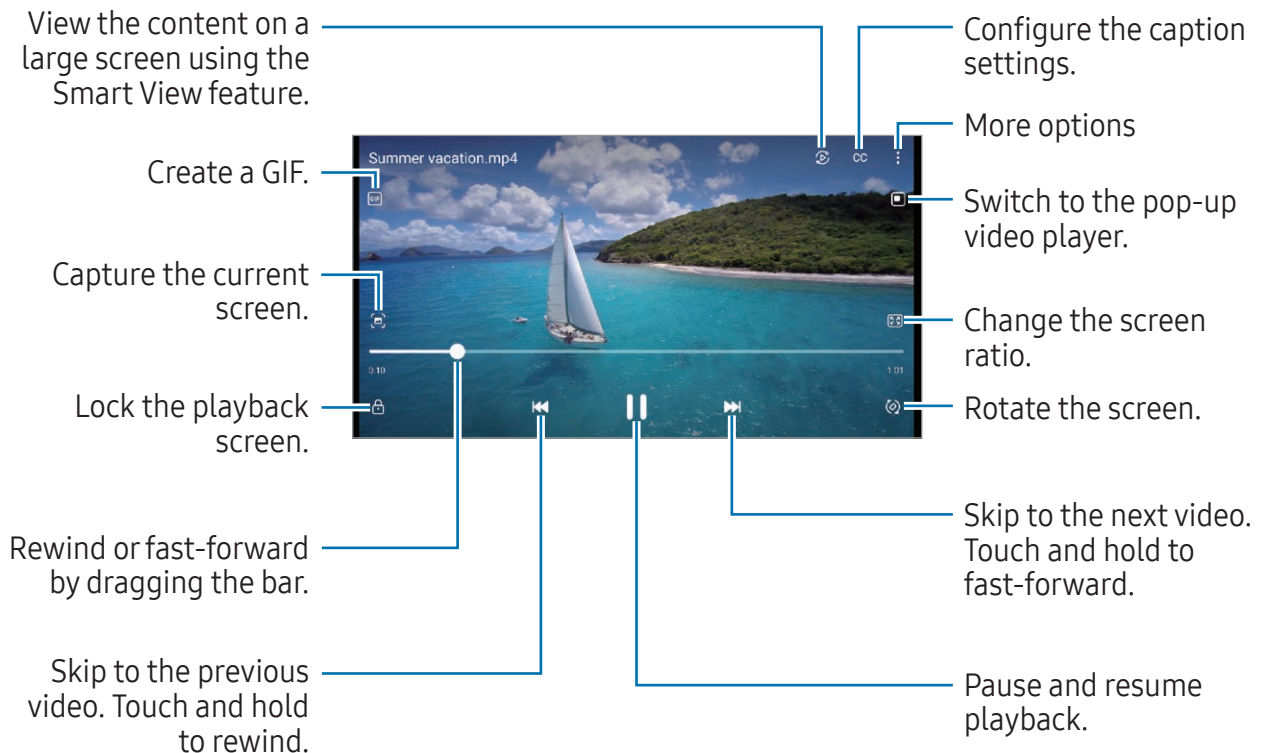 View the content on a
large screen using the
Smart View feature.
Configure the caption
settings.
More options
Summer vacation.mp4
CC
Create a GIF.
GIF
Switch to the pop-up
video player.
Capture the current
screen.
Change the screen
ratio.
0:10
1:01
Lock the playback
screen.
Rotate the screen.
Rewind or fast-forward
by dragging the bar.
Skip to the next video.
Touch and hold to
fast-forward.
Skip to the previous
video. Touch and hold
to rewind.
Pause and resume
playback.